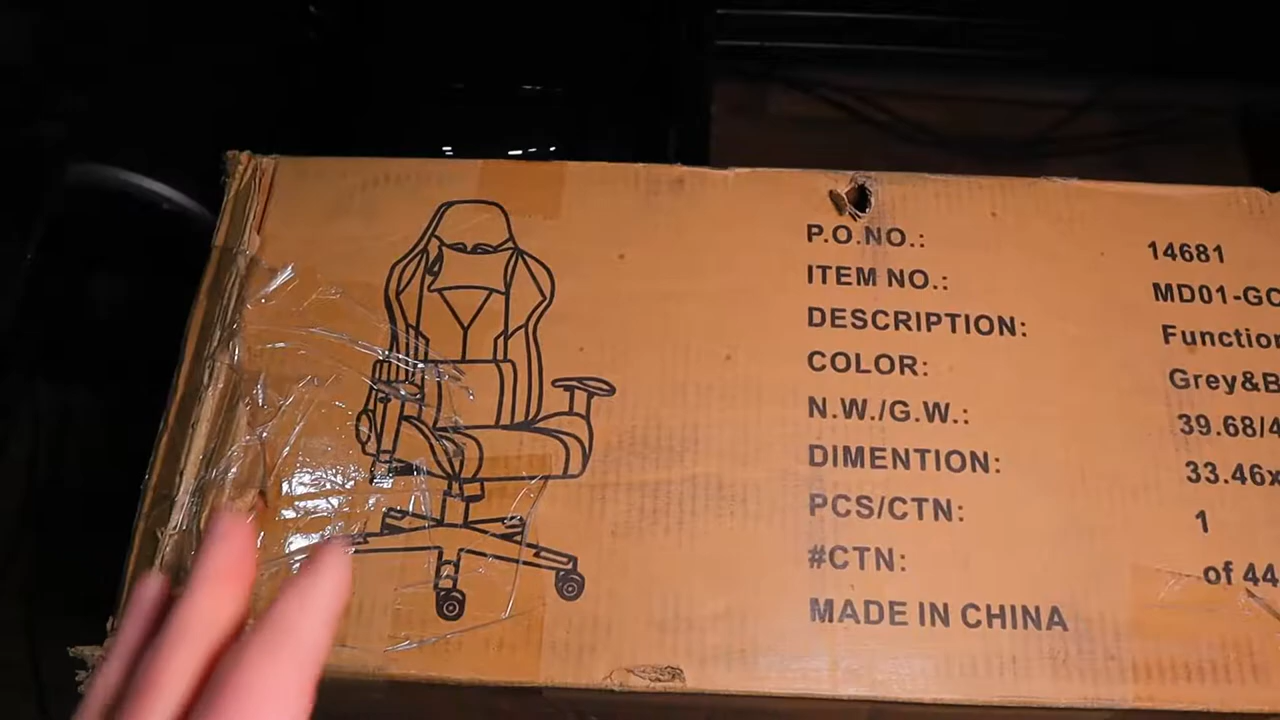 P.O.NO.: 14681
ITEM NO.: MD01-GC
DESCRIPTION: Function
COLOR: Grey&B
N.W./G.W.: 39.68/4
DIMENTION: 33.46x
PCS/CTN: 1
#CTN: of 44
MADE IN CHINA